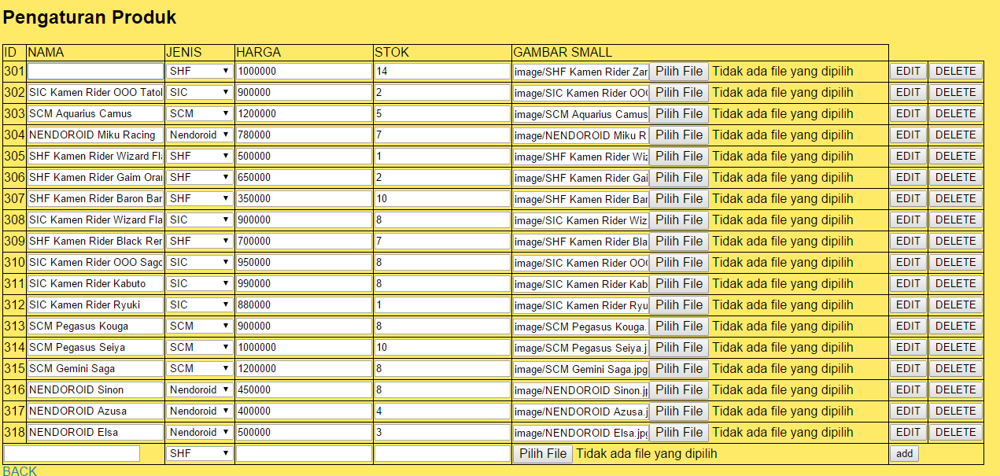 Pengaturan Produk
ID NAMA JENIS HARGA STOK GAMBAR SMALL
301 SHF 1000000 14 image/SHF Kamen Rider Zar Pilih File Tidak ada file yang dipilih EDIT DELETE
302 SIC Kamen Rider OOO Tatol SIC 900000 2 image/SIC Kamen Rider OOO Pilih File Tidak ada file yang dipilih EDIT DELETE
303 SCM Aquarius Camus SCM 1200000 5 image/SCM Aquarius Camus Pilih File Tidak ada file yang dipilih EDIT DELETE
304 NENDOROID Miku Racing Nendoroid 780000 7 image/NENDOROID Miku R Pilih File Tidak ada file yang dipilih EDIT DELETE
305 SHF Kamen Rider Wizard Fla SHF 500000 1 image/SHF Kamen Rider Wiz Pilih File Tidak ada file yang dipilih EDIT DELETE
306 SHF Kamen Rider Gaim Oran SHF 650000 2 image/SHF Kamen Rider Gai Pilih File Tidak ada file yang dipilih EDIT DELETE
307 SHF Kamen Rider Baron Ban SHF 350000 10 image/SHF Kamen Rider Bar Pilih File Tidak ada file yang dipilih EDIT DELETE
308 SIC Kamen Rider Wizard Fla SIC 900000 8 image/SIC Kamen Rider Wiz Pilih File Tidak ada file yang dipilih EDIT DELETE
309 SHF Kamen Rider Black Ren SHF 700000 7 image/SHF Kamen Rider Bla Pilih File Tidak ada file yang dipilih EDIT DELETE
310 SIC Kamen Rider OOO Sago SIC 950000 8 image/SIC Kamen Rider OOO Pilih File Tidak ada file yang dipilih EDIT DELETE
311 SIC Kamen Rider Kabuto SIC 990000 8 image/SIC Kamen Rider Kab Pilih File Tidak ada file yang dipilih EDIT DELETE
312 SIC Kamen Rider Ryuki SIC 880000 1 image/SIC Kamen Rider Ryu Pilih File Tidak ada file yang dipilih EDIT DELETE
313 SCM Pegasus Kouga SCM 900000 8 image/SCM Pegasus Kouga. Pilih File Tidak ada file yang dipilih EDIT DELETE
314 SCM Pegasus Seiya SCM 1000000 10 image/SCM Pegasus Seiya.j Pilih File Tidak ada file yang dipilih EDIT DELETE
315 SCM Gemini Saga SCM 1200000 8 image/SCM Gemini Saga.jpg Pilih File Tidak ada file yang dipilih EDIT DELETE
316 NENDOROID Sinon Nendoroid 450000 8 image/NENDOROID Sinon.jp Pilih File Tidak ada file yang dipilih EDIT DELETE
317 NENDOROID Azusa Nendoroid 400000 4 image/NENDOROID Azusa.j Pilih File Tidak ada file yang dipilih EDIT DELETE
318 NENDOROID Elsa Nendoroid 500000 3 image/NENDOROID Elsa.jpg Pilih File Tidak ada file yang dipilih EDIT DELETE
SHF Pilih File Tidak ada file yang dipilih add
BACK